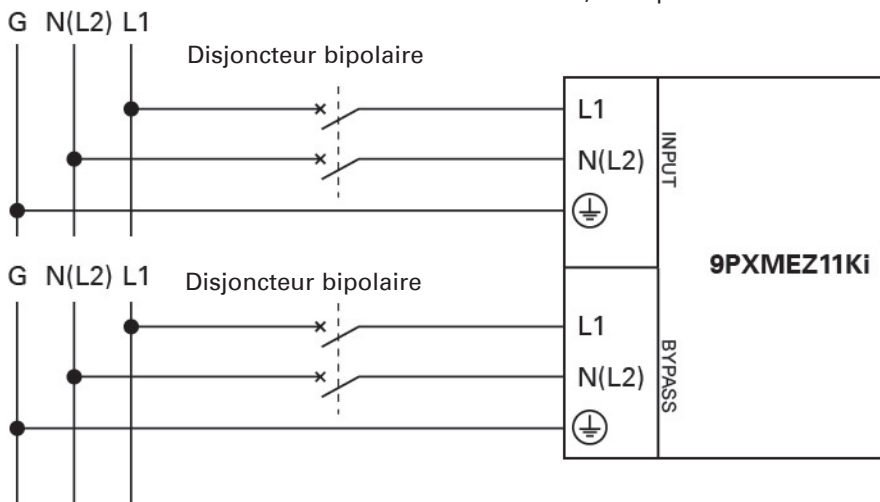 G N(L2) L1
Disjoncteur bipolaire
L1
N(L2)
INPUT
9PXMEZ11Ki
G N(L2) L1
Disjoncteur bipolaire
L1
N(L2)
BYPASS